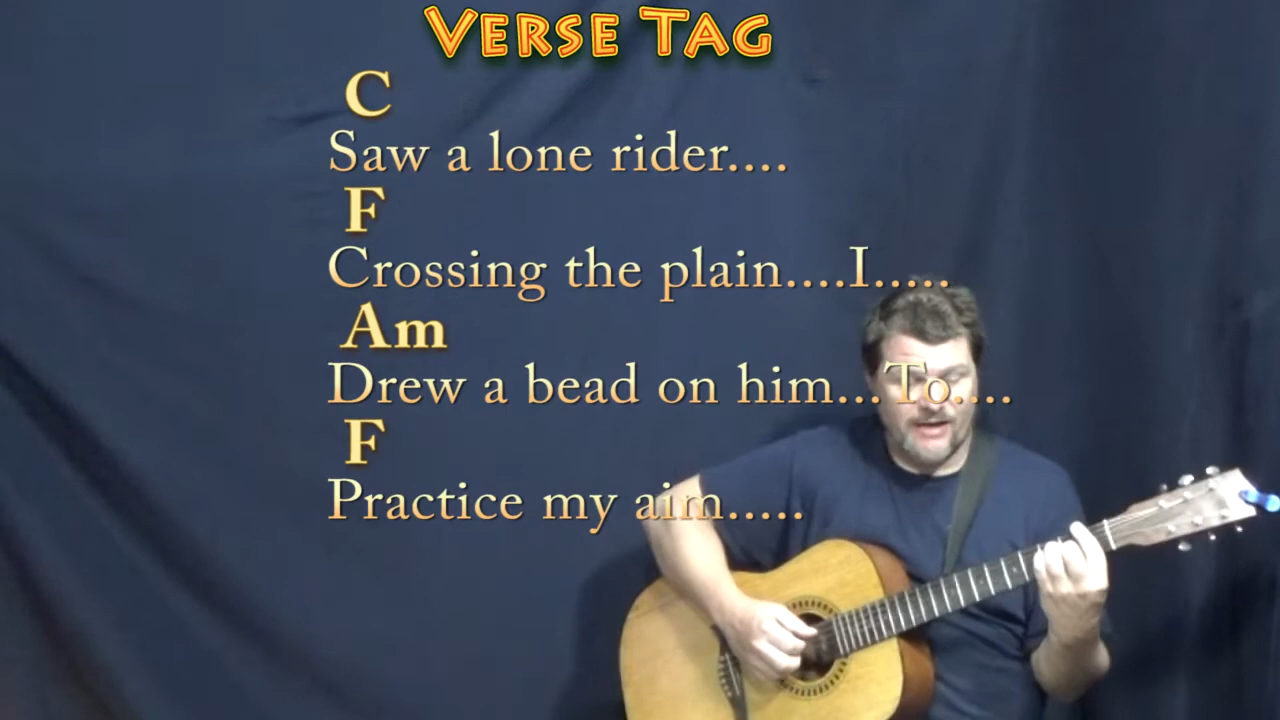 VERSE TAG
C
Saw a lone rider....
F
Crossing the plain....I.....
Am
Drew a bead on him...To....
F
Practice my aim.....